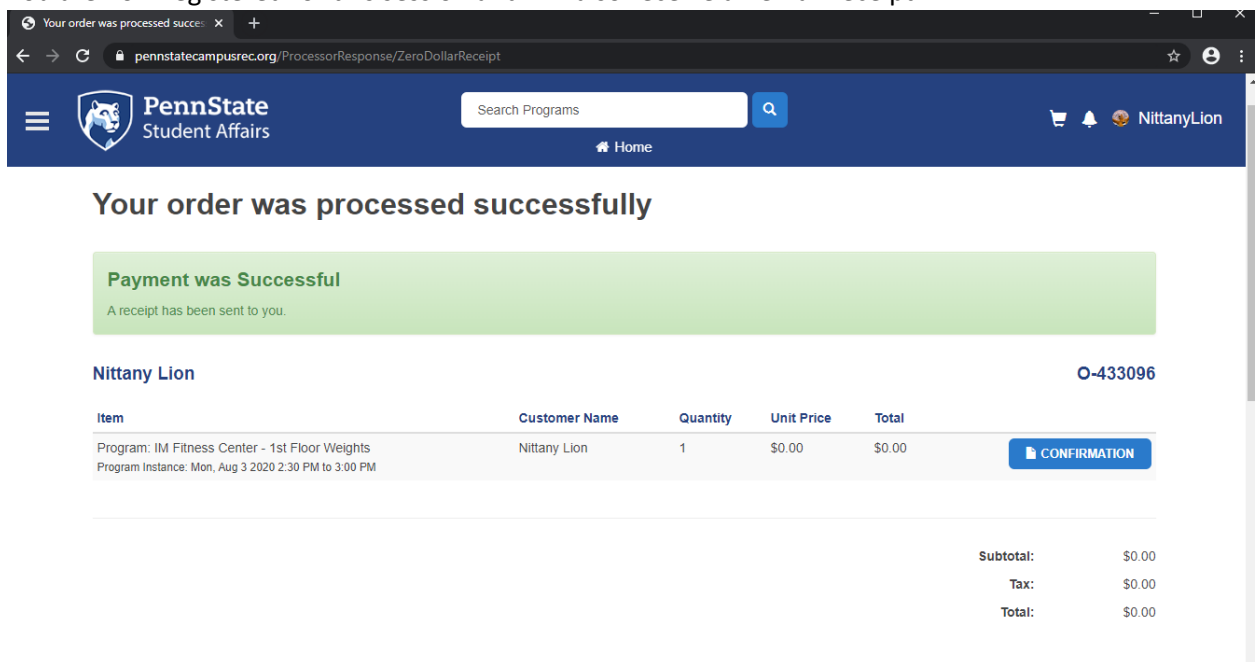 Your order was processed succes
pennstatecampusrec.org/ProcessorResponse/ZeroDollarReceipt
PennState
Student Affairs
Search Programs
Home
NittanyLion
Your order was processed successfully
Payment was Successful
A receipt has been sent to you.
Nittany Lion O-433096
Item Customer Name Quantity Unit Price Total
Program: IM Fitness Center - 1st Floor Weights Nittany Lion 1 $0.00 $0.00 CONFIRMATION
Program Instance: Mon, Aug 3 2020 2:30 PM to 3:00 PM
Subtotal: $0.00
Tax: $0.00
Total: $0.00